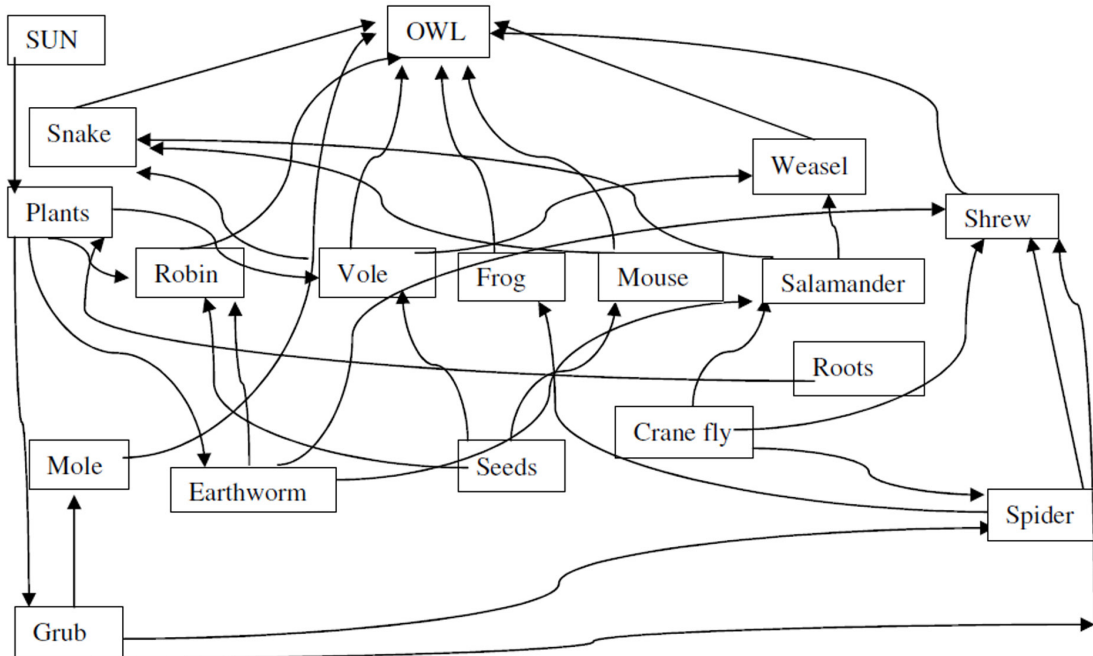 SUN
OWL
Snake
Weasel
Plants
Shrew
Robin
Vole
Frog
Mouse
Salamander
Roots
Crane fly
Mole
Earthworm
Seeds
Spider
Grub